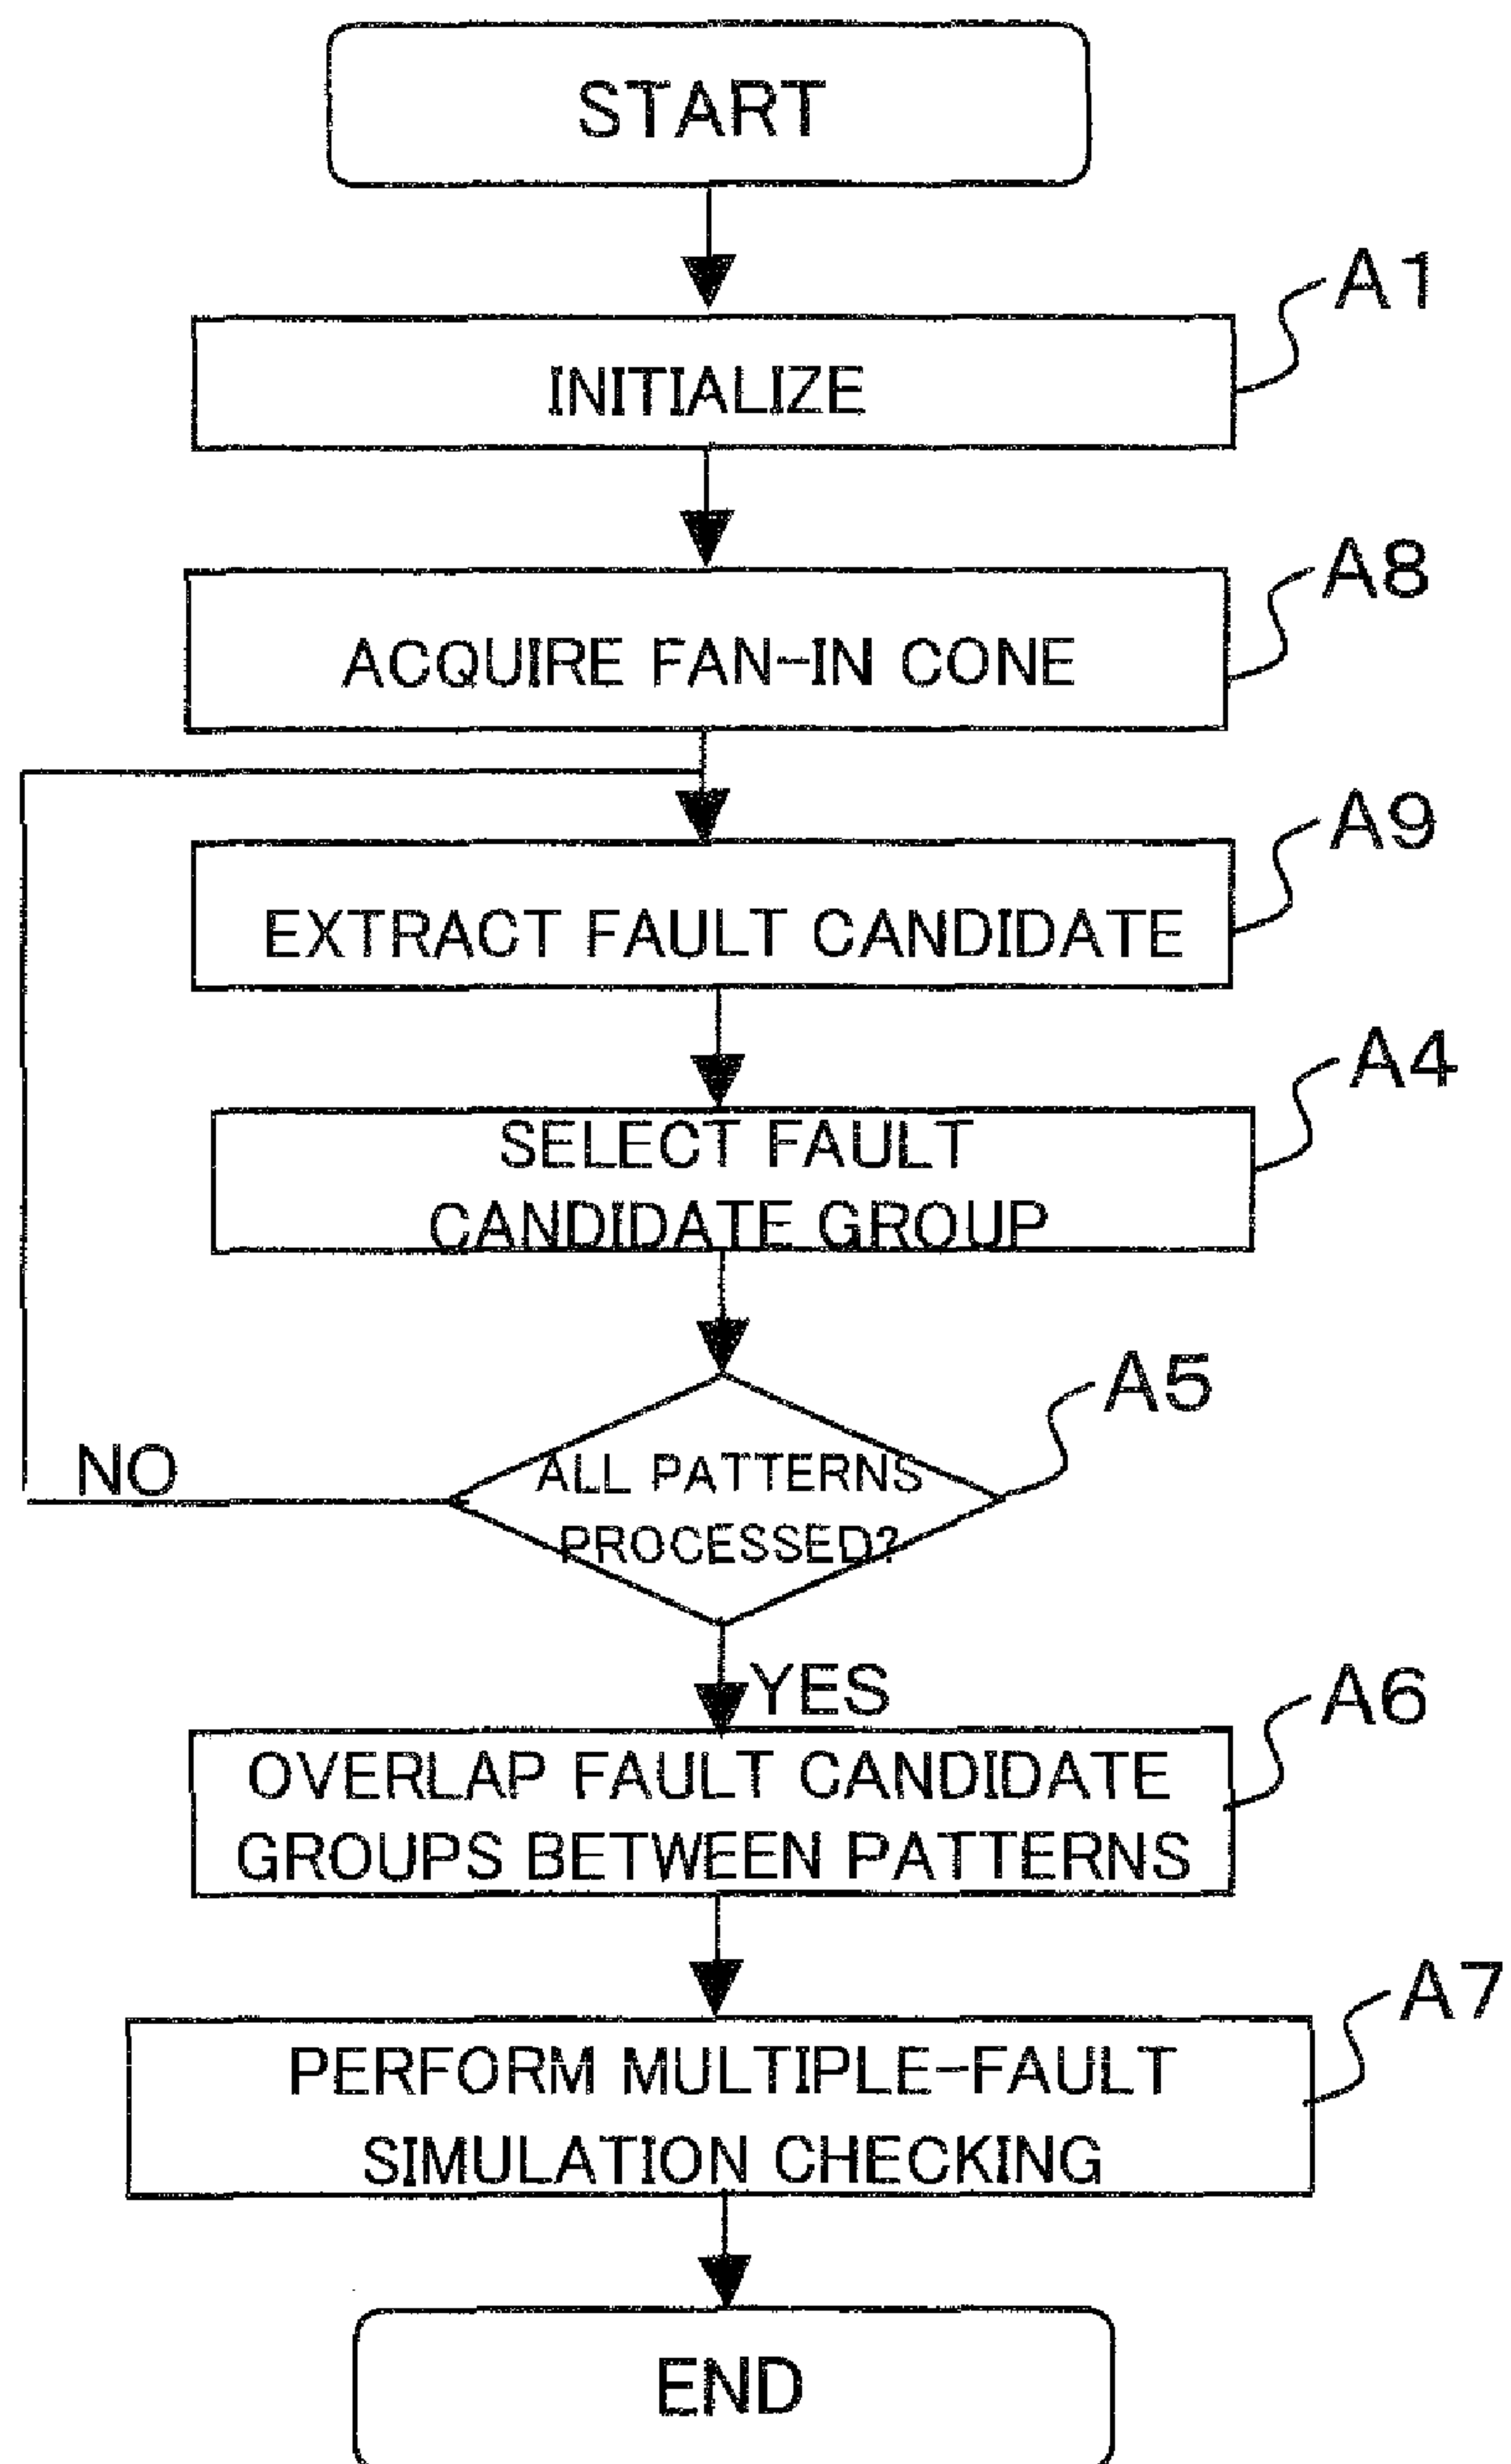 START
A1
INITIALIZE
A8
ACQUIRE FAN-IN CONE
A9
EXTRACT FAULT CANDIDATE
A4
SELECT FAULT
CANDIDATE GROUP
A5
ALL PATTERNS
PROCESSED?
NO
YES
A6
OVERLAP FAULT CANDIDATE
GROUPS BETWEEN PATTERNS
A7
PERFORM MULTIPLE-FAULT
SIMULATION CHECKING
END